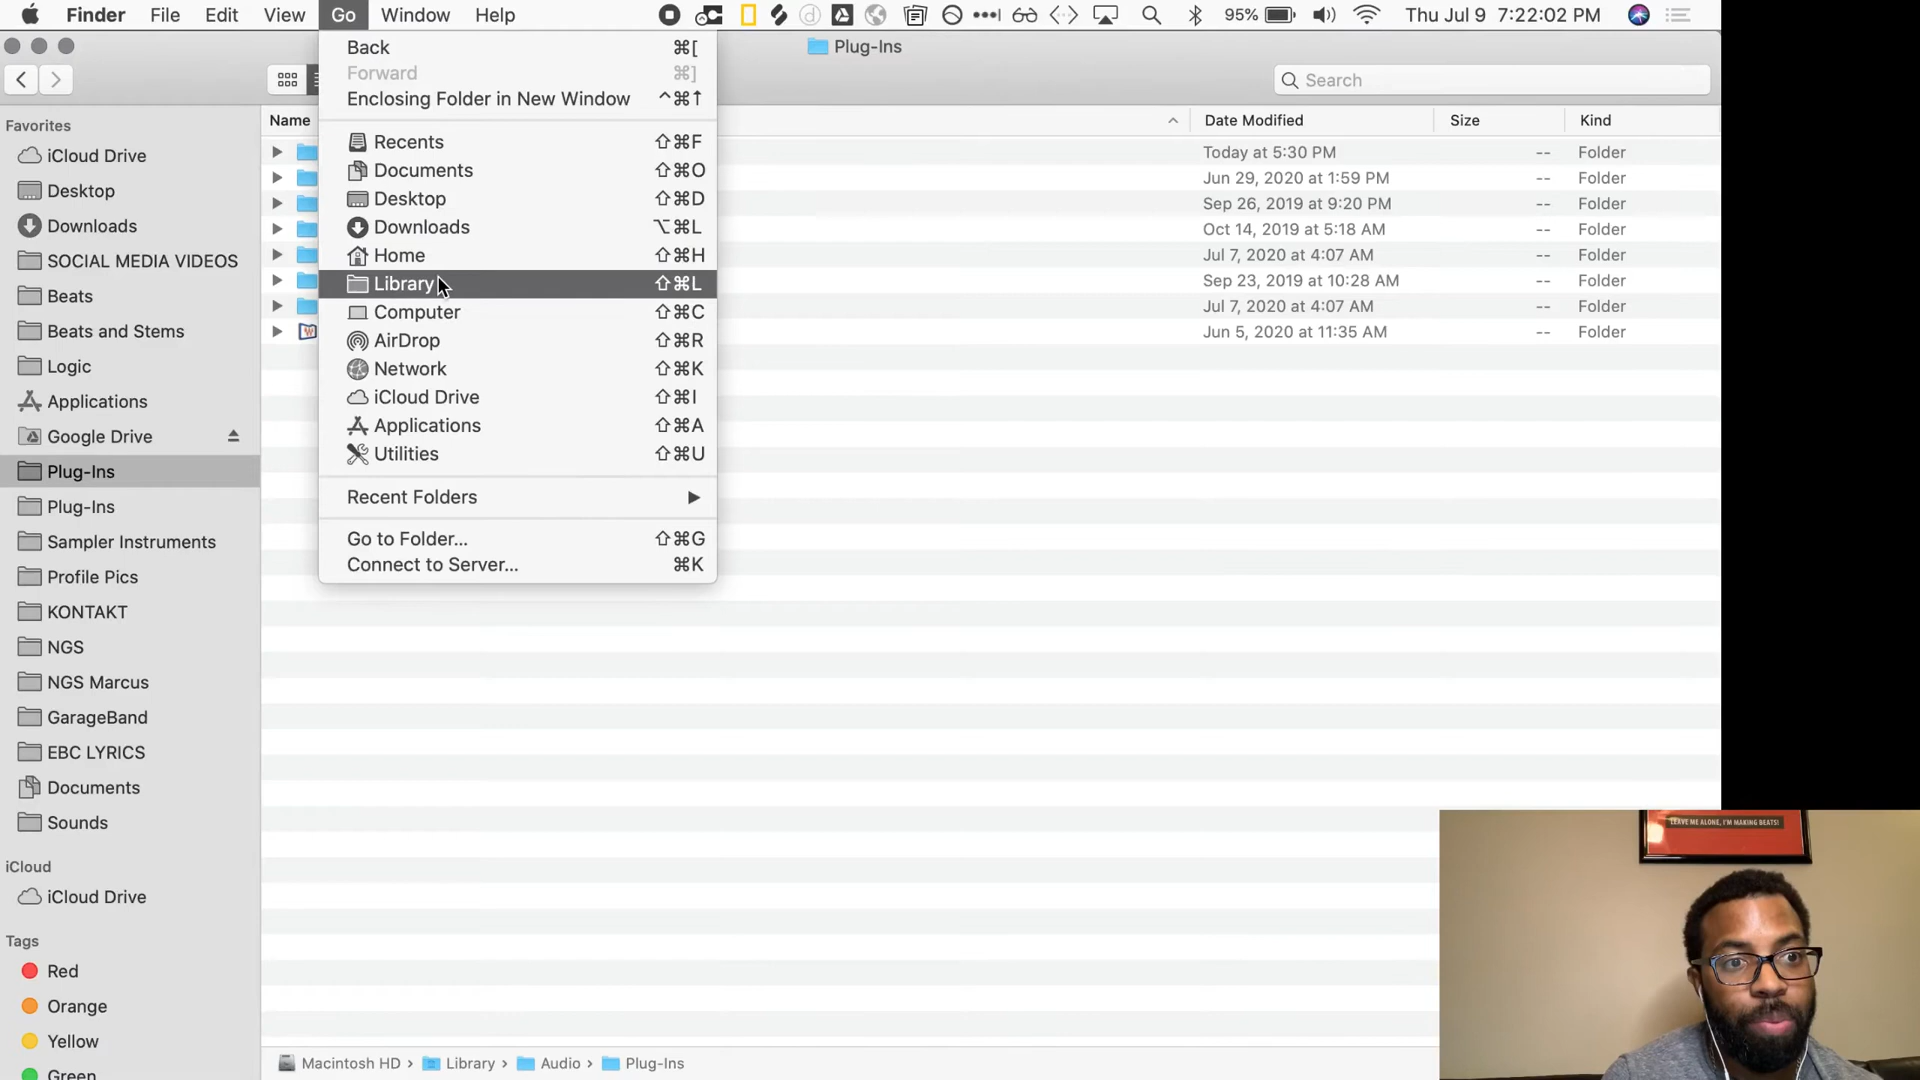 Finder File Edit View Go Window Help 95% Thu Jul 9 7:22:02 PM
Plug-Ins
Search
Back ⌘[
Forward ⌘]
Enclosing Folder in New Window ^⌘↑
Recents ⇧⌘F
Documents ⇧⌘O
Desktop ⇧⌘D
Downloads ⌥⌘L
Home ⇧⌘H
Library ⇧⌘L
Computer ⇧⌘C
AirDrop ⇧⌘R
Network ⇧⌘K
iCloud Drive ⇧⌘I
Applications ⇧⌘A
Utilities ⇧⌘U
Recent Folders ▶
Go to Folder... ⇧⌘G
Connect to Server... ⌘K
Favorites
iCloud Drive
Desktop
Downloads
SOCIAL MEDIA VIDEOS
Beats
Beats and Stems
Logic
Applications
Google Drive
Plug-Ins
Plug-Ins
Sampler Instruments
Profile Pics
KONTAKT
NGS
NGS Marcus
GarageBand
EBC LYRICS
Documents
Sounds
iCloud
iCloud Drive
Tags
Red
Orange
Yellow
Green
Name Date Modified Size Kind
Today at 5:30 PM -- Folder
Jun 29, 2020 at 1:59 PM -- Folder
Sep 26, 2019 at 9:20 PM -- Folder
Oct 14, 2019 at 5:18 AM -- Folder
Jul 7, 2020 at 4:07 AM -- Folder
Sep 23, 2019 at 10:28 AM -- Folder
Jul 7, 2020 at 4:07 AM -- Folder
Jun 5, 2020 at 11:35 AM -- Folder
Macintosh HD › Library › Audio › Plug-Ins
LEAVE ME ALONE, I'M MAKING BEATS!